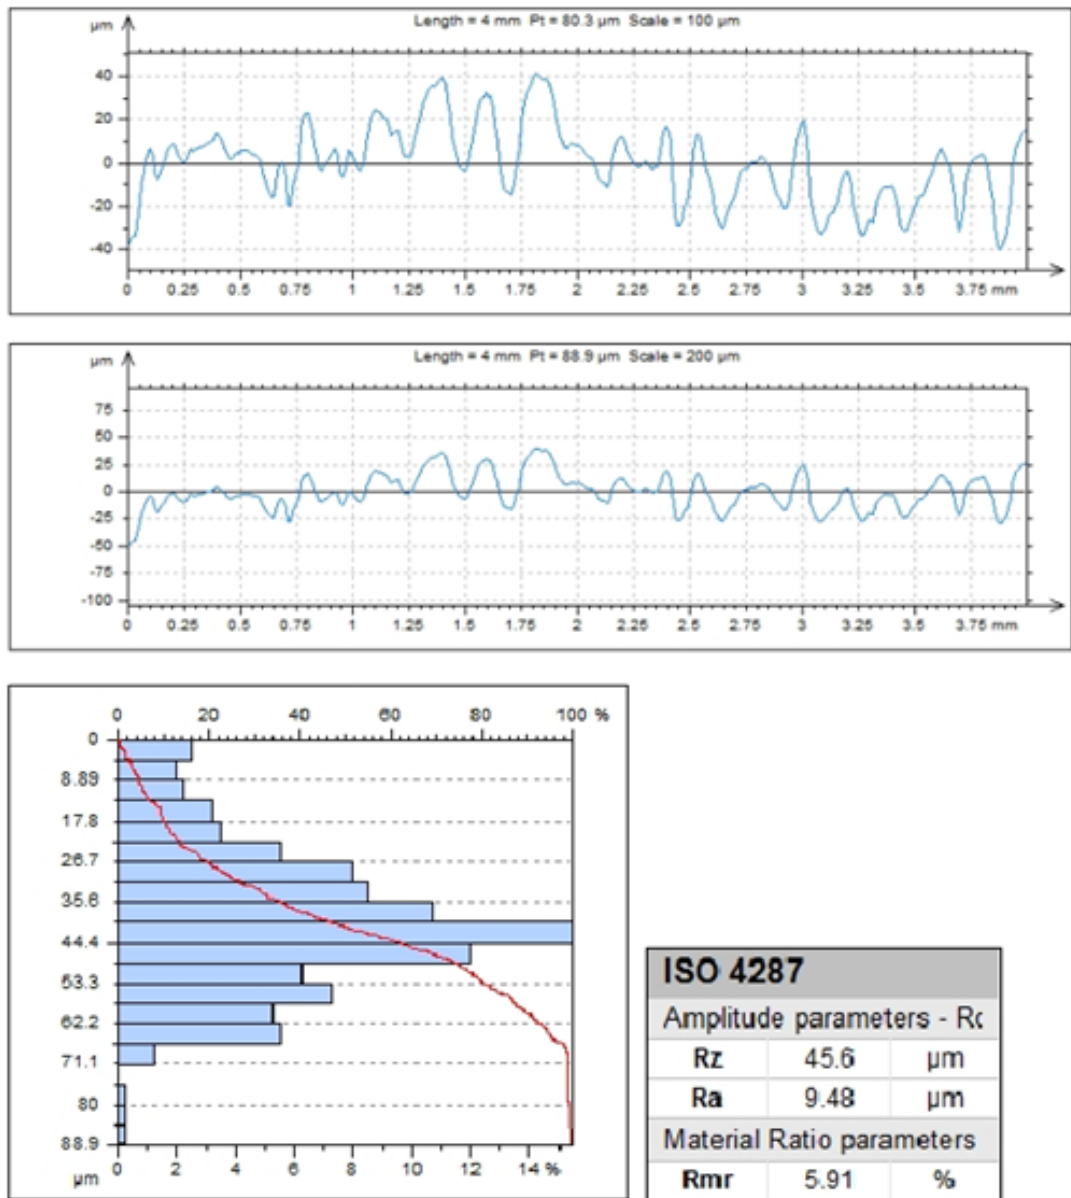 Length = 4 mm Pt = 80.3 µm Scale = 100 µm
µm
40
20
0
-20
-40
0 0.25 0.5 0.75 1 1.25 1.5 1.75 2 2.25 2.5 2.75 3 3.25 3.5 3.75 mm
Length = 4 mm Pt = 88.9 µm Scale = 200 µm
µm
75
50
25
0
-25
-50
-75
-100
0 0.25 0.5 0.75 1 1.25 1.5 1.75 2 2.25 2.5 2.75 3 3.25 3.5 3.75 mm
0 20 40 60 80 100 %
0
8.89
17.8
26.7
35.6
44.4
53.3
62.2
71.1
80
88.9
0 2 4 6 8 10 12 14 %
µm
ISO 4287
Amplitude parameters - Ro
Rz 45.6 µm
Ra 9.48 µm
Material Ratio parameters
Rmr 5.91 %